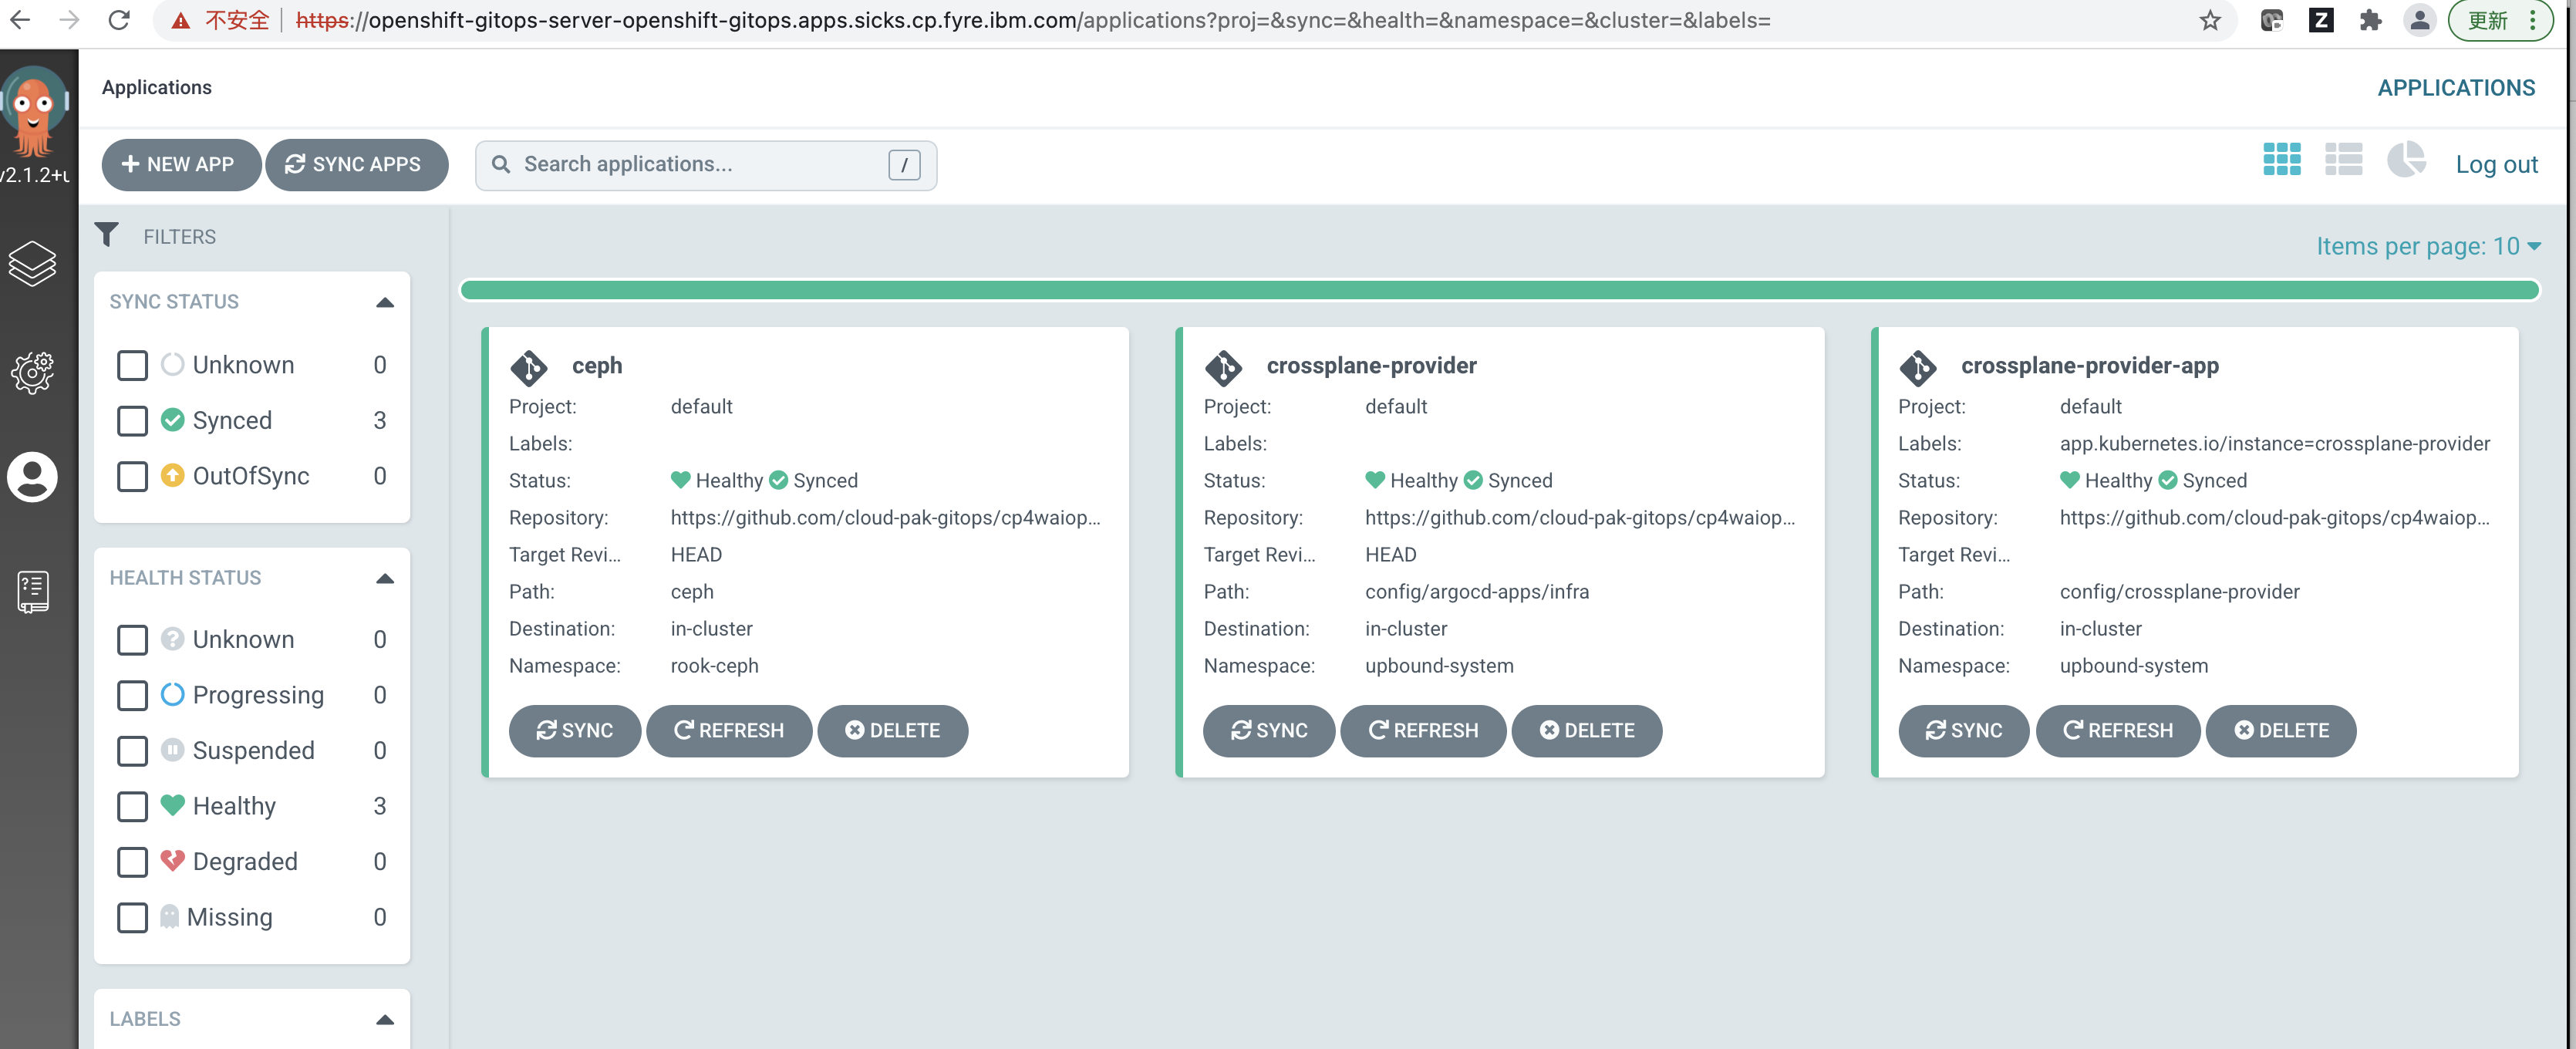 不安全 https://openshift-gitops-server-openshift-gitops.apps.sicks.cp.fyre.ibm.com/applications?proj=&sync=&health=&namespace=&cluster=&labels= Z 更新
Applications APPLICATIONS
v2.1.2+u
NEW APP SYNC APPS Search applications... / Log out
FILTERS
Items per page: 10
SYNC STATUS
Unknown 0
Synced 3
OutOfSync 0
HEALTH STATUS
Unknown 0
Progressing 0
Suspended 0
Healthy 3
Degraded 0
Missing 0
LABELS
ceph
Project: default
Labels:
Status: Healthy Synced
Repository: https://github.com/cloud-pak-gitops/cp4waiop...
Target Revi... HEAD
Path: ceph
Destination: in-cluster
Namespace: rook-ceph
SYNC REFRESH DELETE
crossplane-provider
Project: default
Labels:
Status: Healthy Synced
Repository: https://github.com/cloud-pak-gitops/cp4waiop...
Target Revi... HEAD
Path: config/argocd-apps/infra
Destination: in-cluster
Namespace: upbound-system
SYNC REFRESH DELETE
crossplane-provider-app
Project: default
Labels: app.kubernetes.io/instance=crossplane-provider
Status: Healthy Synced
Repository: https://github.com/cloud-pak-gitops/cp4waiop...
Target Revi...
Path: config/crossplane-provider
Destination: in-cluster
Namespace: upbound-system
SYNC REFRESH DELETE